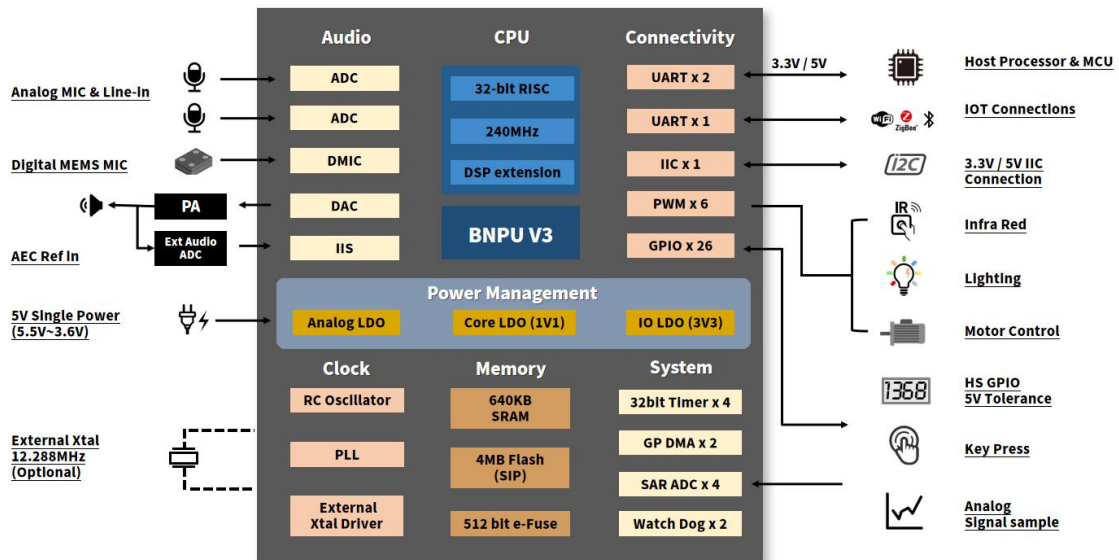 Audio
CPU
Connectivity
ADC
ADC
DMIC
DAC
IIS
32-bit RISC
240MHz
DSP extension
BNPU V3
UART x 2
UART x 1
IIC x 1
PWM x 6
GPIO x 26
Analog MIC & Line-in
Digital MEMS MIC
PA
Ext Audio
ADC
AEC Ref In
5V Single Power
(5.5V~3.6V)
External Xtal
12.288MHz
(Optional)
Power Management
Analog LDO
Core LDO (1V1)
IO LDO (3V3)
Clock
Memory
System
RC Oscillator
PLL
External
Xtal Driver
640KB
SRAM
4MB Flash
(SIP)
512 bit e-Fuse
32bit Timer x 4
GP DMA x 2
SAR ADC x 4
Watch Dog x 2
3.3V / 5V
Host Processor & MCU
WiFi
Z
ZigBee
IOT Connections
I2C
3.3V / 5V IIC
Connection
IR
Infra Red
Lighting
Motor Control
1368
HS GPIO
5V Tolerance
Key Press
Analog
Signal sample